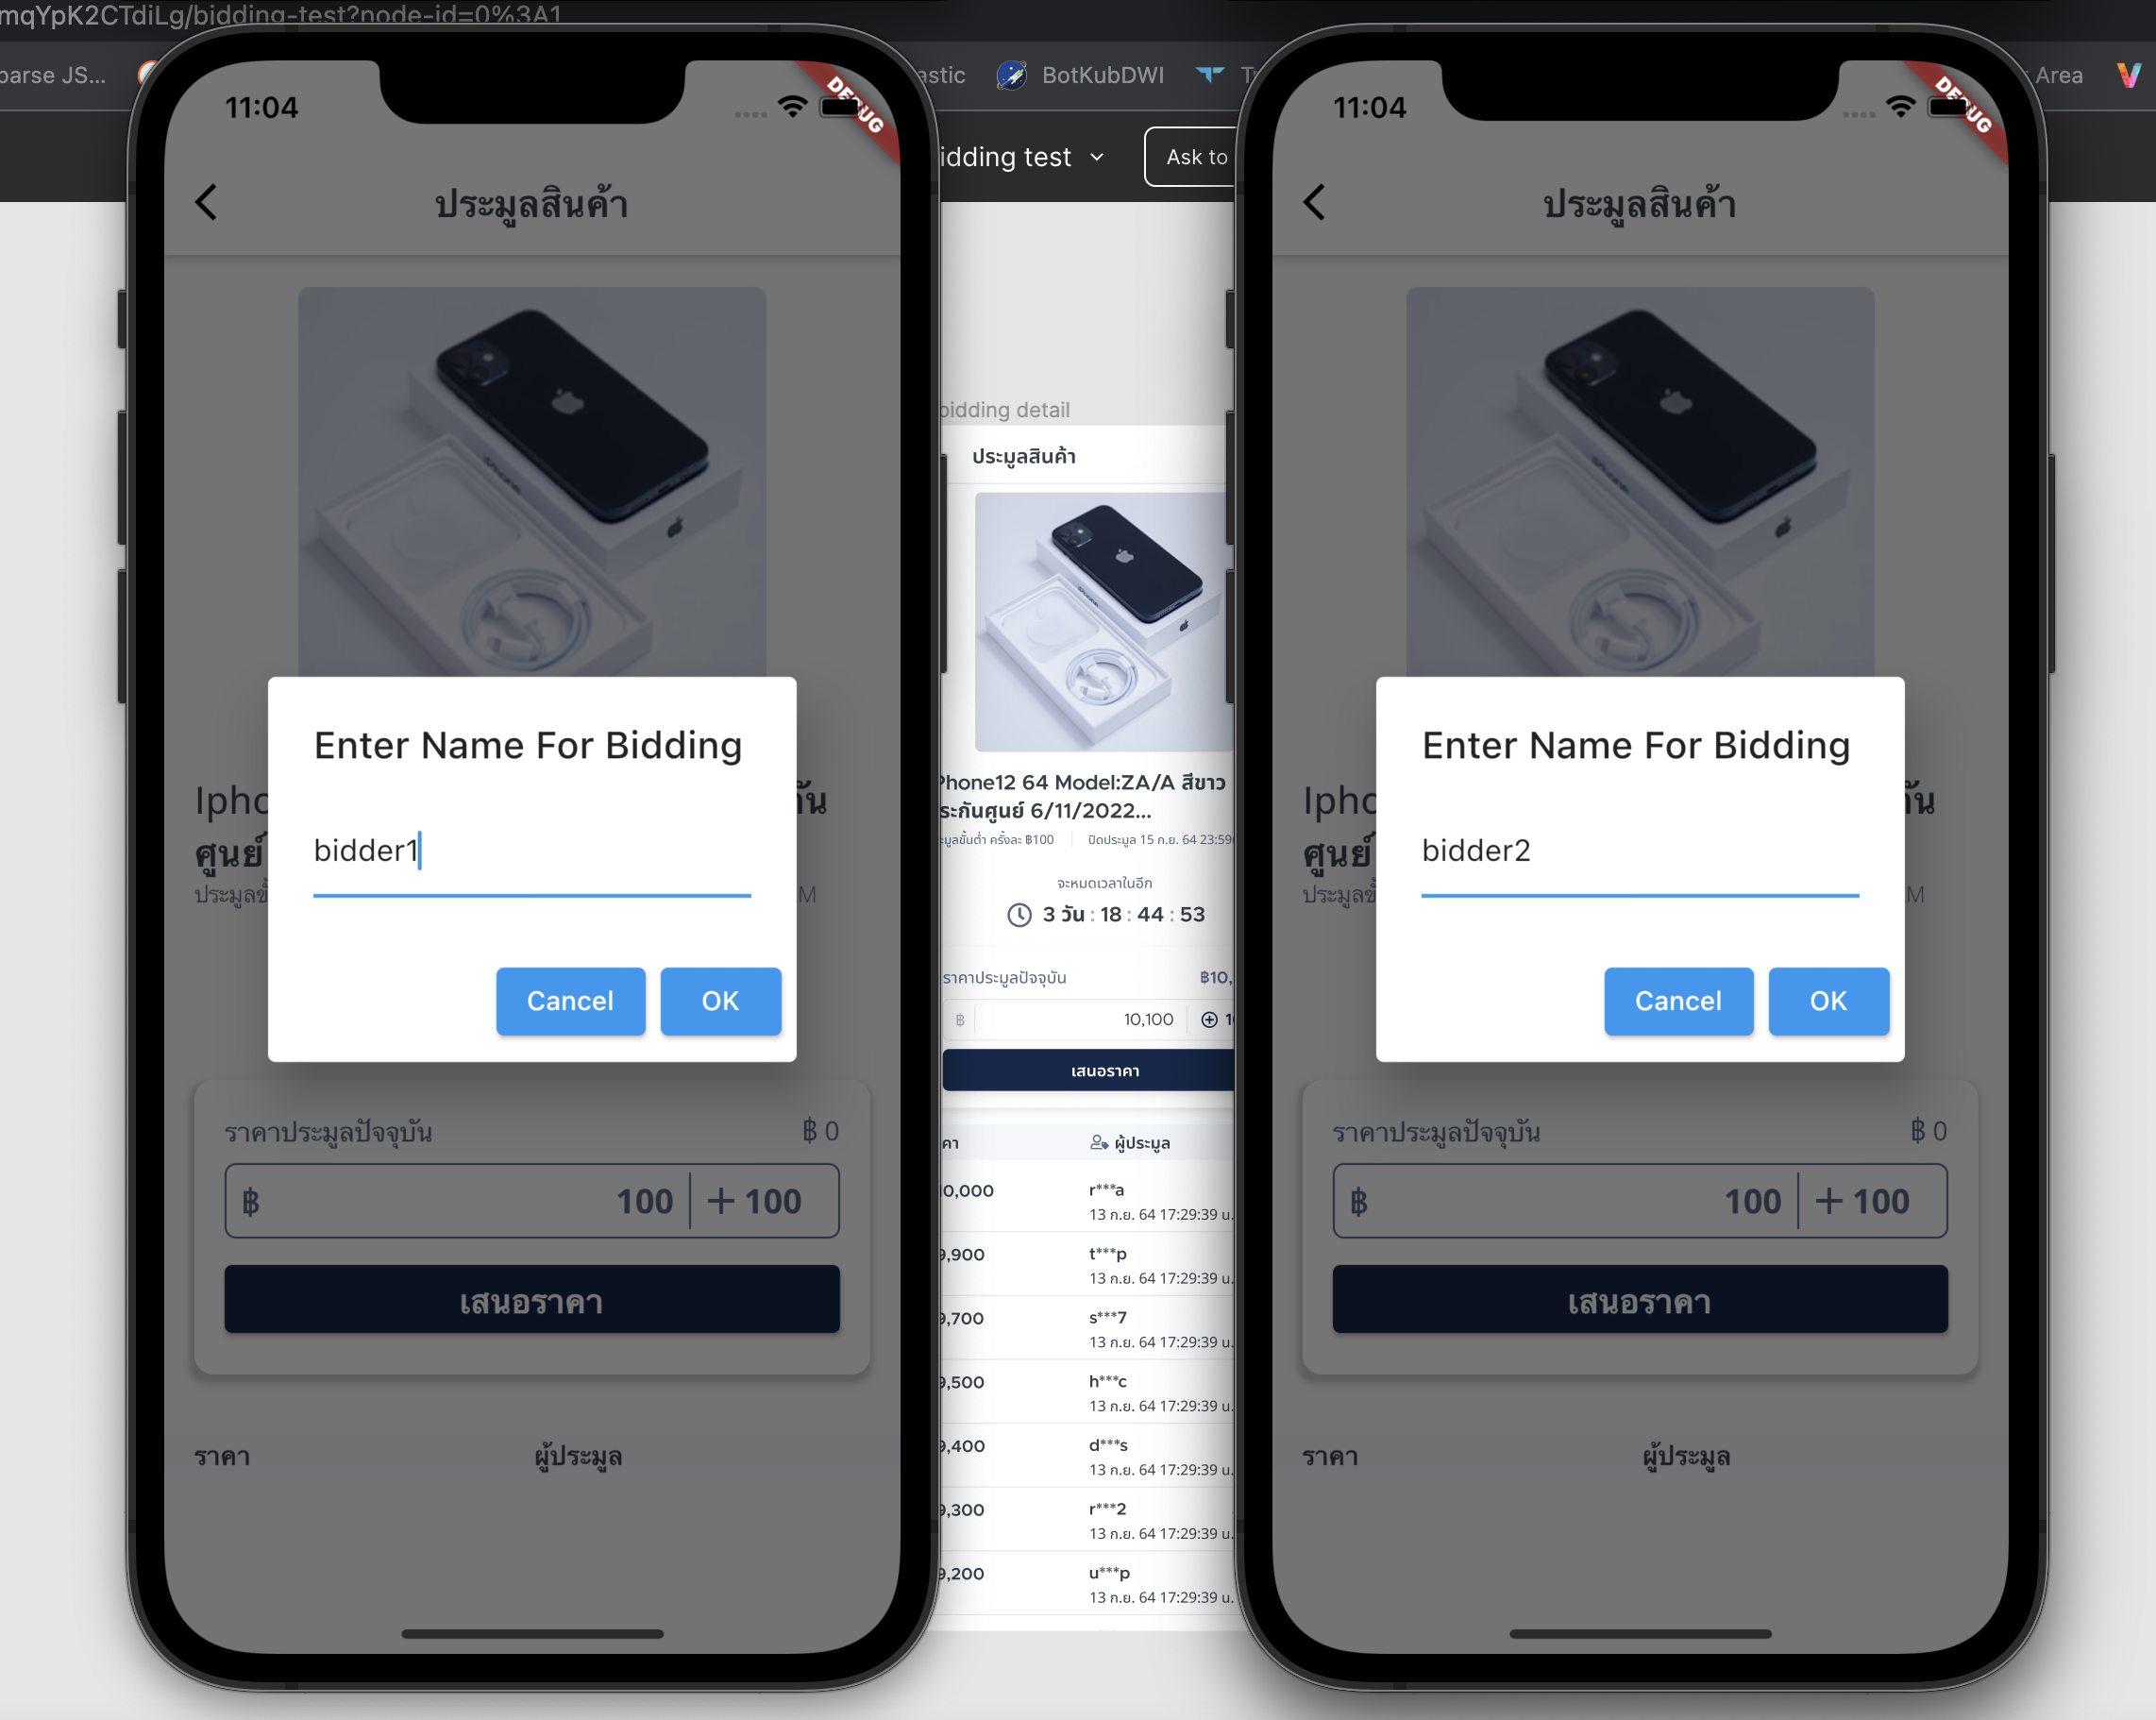 mqYpK2CTdiLg/bidding-test?node-id=0%3A1
parse JS...
astic
BotKubDWI
Area
idding test
Ask to
11:04
DEBUG
ประมูลสินค้า
Enter Name For Bidding
bidder1
Cancel
OK
Ipho
กัน
ศูนย์
ประมูลขั้
M
ราคาประมูลปัจจุบัน
฿ 0
฿
100
+ 100
เสนอราคา
ราคา
ผู้ประมูล
bidding detail
ประมูลสินค้า
Phone12 64 Model:ZA/A สีขาว
ระกันศูนย์ 6/11/2022...
มูลขั้นต่ำ ครั้งละ ฿100
ปิดประมูล 15 ก.ย. 64 23:59
จะหมดเวลาในอีก
3 วัน : 18 : 44 : 53
ราคาประมูลปัจจุบัน
฿10,
฿
10,100
เสนอราคา
คา
ผู้ประมูล
10,000
r***a
13 ก.ย. 64 17:29:39 น.
9,900
t***p
13 ก.ย. 64 17:29:39 น.
9,700
s***7
13 ก.ย. 64 17:29:39 น.
9,500
h***c
13 ก.ย. 64 17:29:39 น.
9,400
d***s
13 ก.ย. 64 17:29:39 น.
9,300
r***2
13 ก.ย. 64 17:29:39 น.
9,200
u***p
13 ก.ย. 64 17:29:39 น.
11:04
DEBUG
ประมูลสินค้า
Enter Name For Bidding
bidder2
Cancel
OK
Ipho
กัน
ศูนย์
ประมูลขั้
M
ราคาประมูลปัจจุบัน
฿ 0
฿
100
+ 100
เสนอราคา
ราคา
ผู้ประมูล